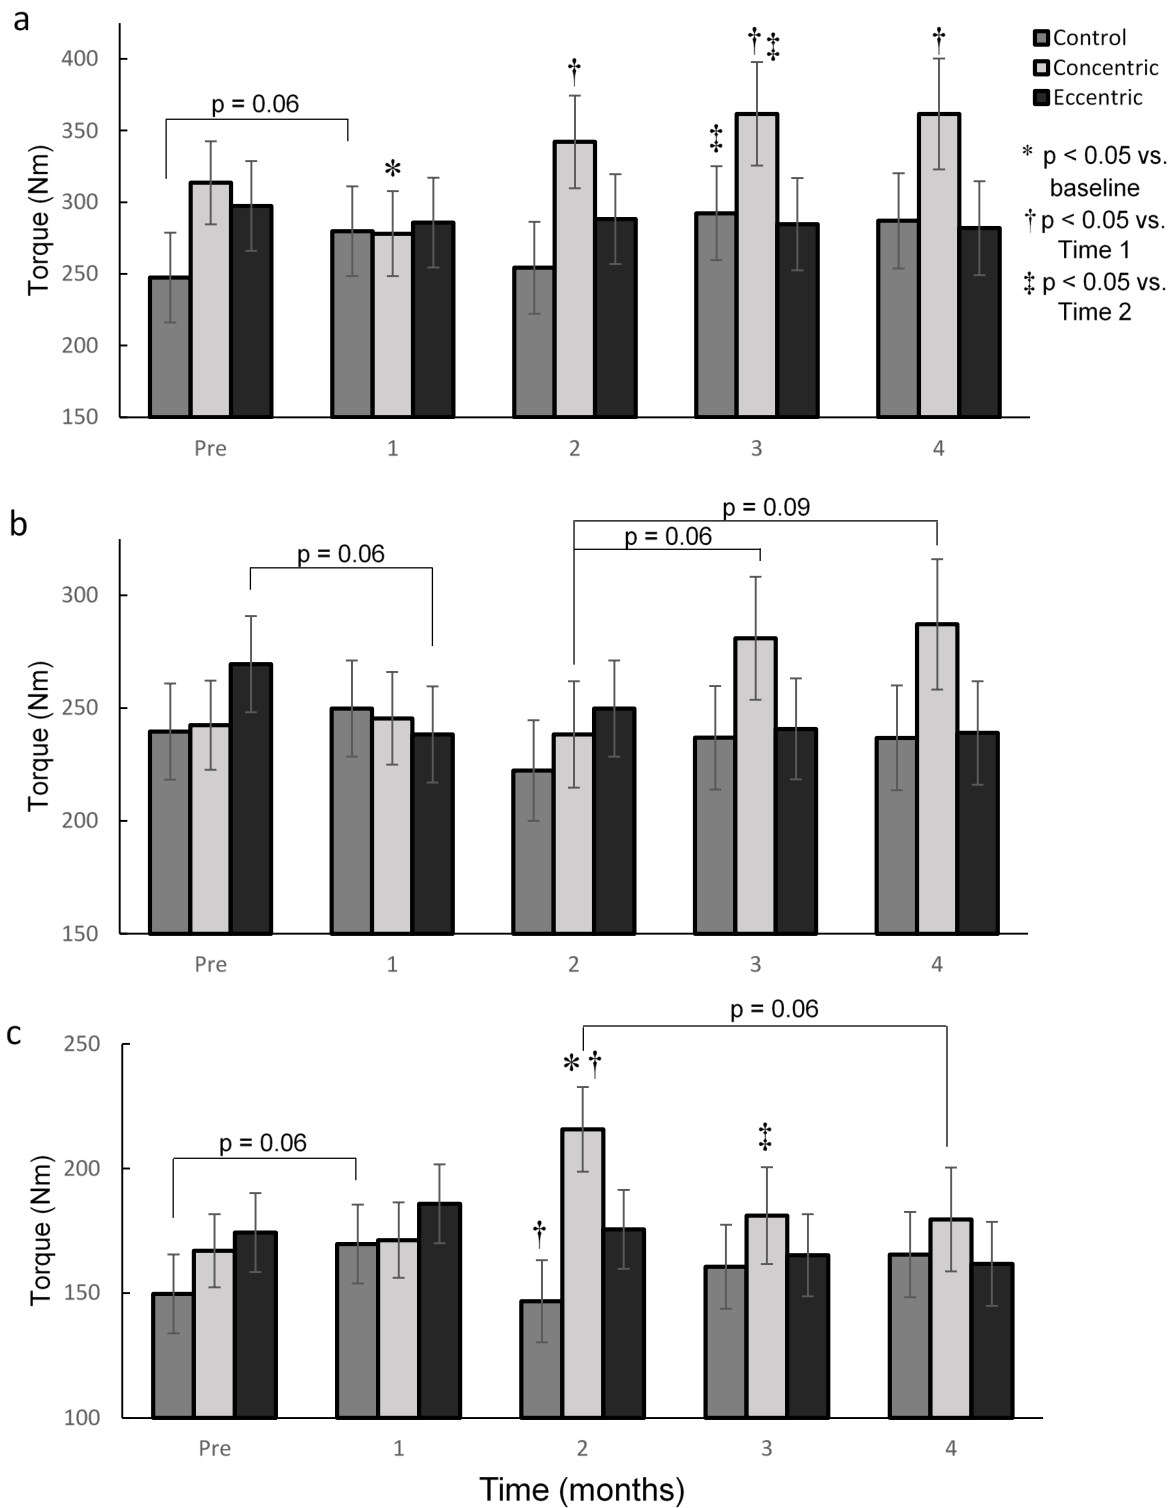 a
Control
Concentric
Eccentric
* p < 0.05 vs.
baseline
† p < 0.05 vs.
Time 1
‡ p < 0.05 vs.
Time 2
Torque (Nm)
400
350
300
250
200
150
p = 0.06
*
†
‡
† ‡
†
Pre 1 2 3 4
b
Torque (Nm)
300
250
200
150
p = 0.06
p = 0.09
p = 0.06
Pre 1 2 3 4
c
Torque (Nm)
250
200
150
100
p = 0.06
p = 0.06
* †
†
‡
Pre 1 2 3 4
Time (months)